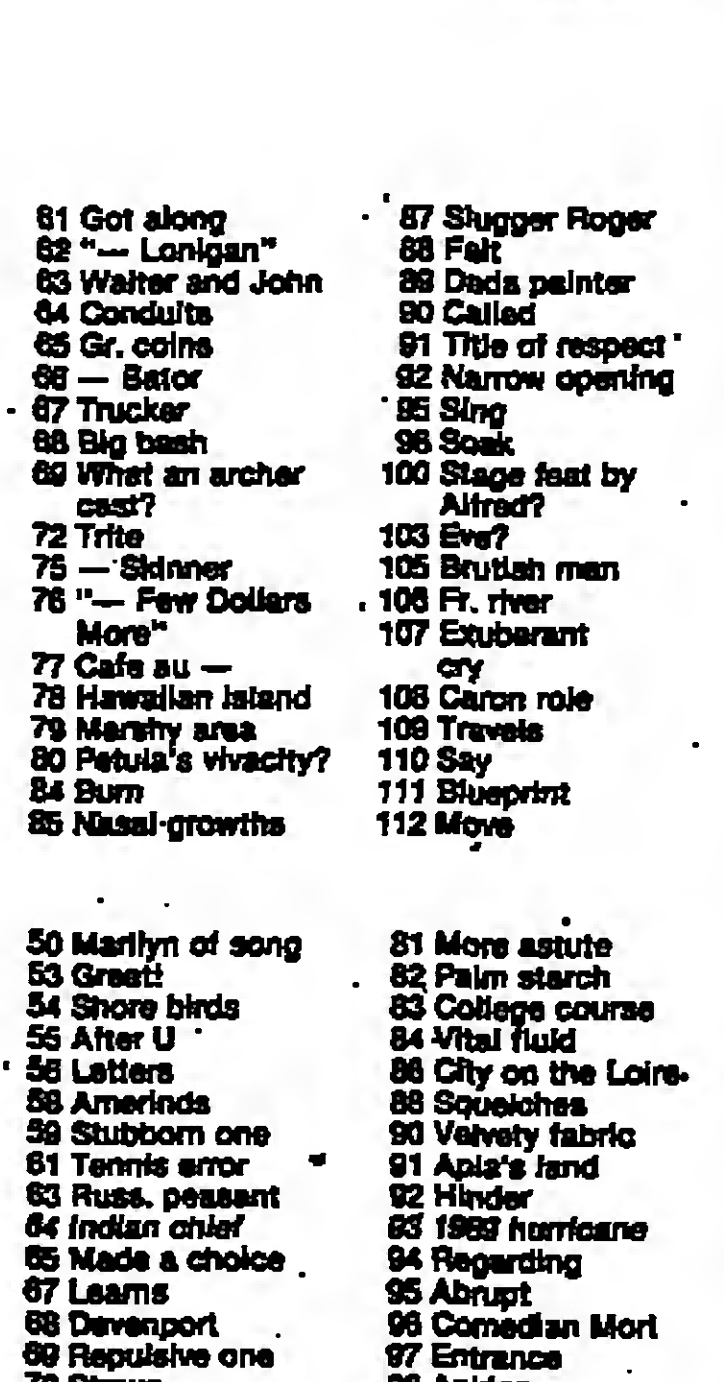 61 Got along
62 "— Lonigan"
63 Walter and John
64 Conduits
65 Gr. coins
66 — Bator
67 Trucker
68 Big bash
69 What an archer
cast?
72 Trite
75 — Skinner
76 "— Few Dollars
More"
77 Cafe au —
78 Hawaiian island
79 Marshy area
80 Petula's vivacity?
84 Burn
85 Nasal growths
87 Slugger Roger
88 Felt
89 Dada painter
90 Called
91 Title of respect
92 Narrow opening
95 Sing
98 Soak
100 Stage feat by
Alfred?
103 Eve?
105 Brutish man
106 Fr. river
107 Exuberant
cry
108 Caron role
109 Travels
110 Say
111 Blueprint
112 Move
50 Marilyn of song
53 Great!
54 Shore birds
55 After U
56 Letters
58 Amerinds
59 Stubborn one
61 Tennis error
63 Russ. peasant
64 Indian chief
65 Made a choice
67 Learns
68 Davenport
69 Repulsive one
81 More astute
82 Palm starch
83 College course
84 Vital fluid
86 City on the Loire
88 Squelches
90 Velvety fabric
91 Apia's land
92 Hinder
93 1989 hurricane
94 Regarding
95 Abrupt
96 Comedian Mort
97 Entrance